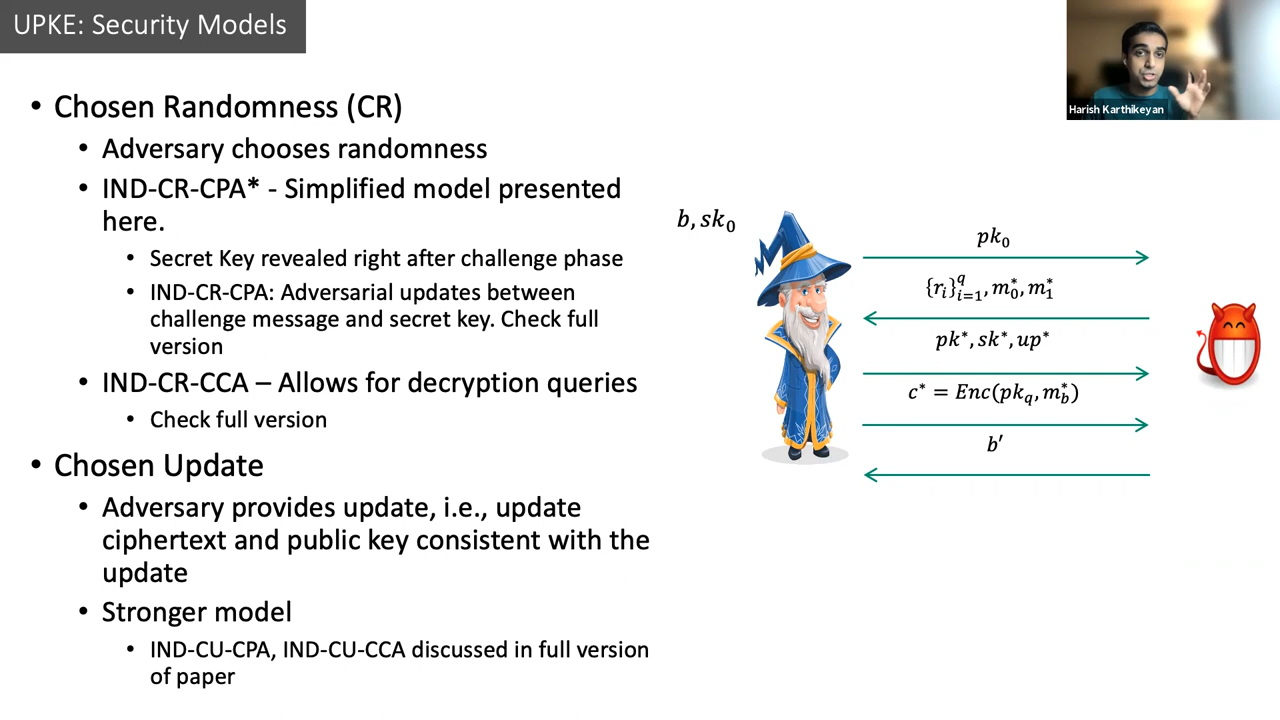 UPKE: Security Models
Harish Karthikeyan
• Chosen Randomness (CR)
• Adversary chooses randomness
• IND-CR-CPA* - Simplified model presented
here.
• Secret Key revealed right after challenge phase
• IND-CR-CPA: Adversarial updates between
challenge message and secret key. Check full
version
• IND-CR-CCA – Allows for decryption queries
• Check full version
• Chosen Update
• Adversary provides update, i.e., update
ciphertext and public key consistent with the
update
• Stronger model
• IND-CU-CPA, IND-CU-CCA discussed in full version
of paper
b, sk₀
pk₀
{rᵢ}ᵢ₌₁^q, m₀*, m₁*
pk*, sk*, up*
c* = Enc(pk_q, m_b*)
b′